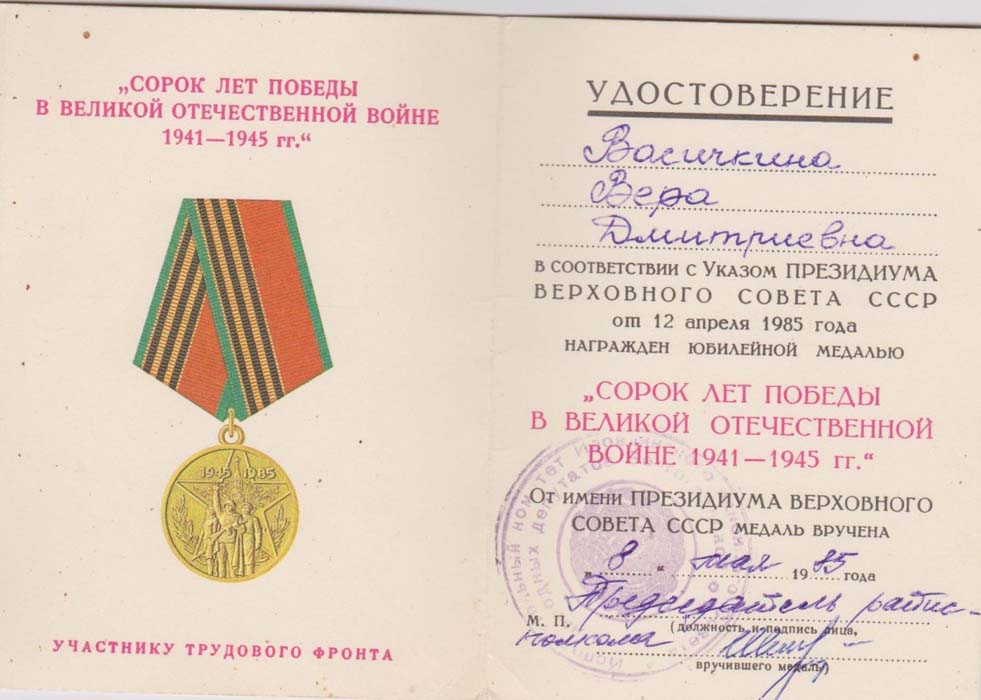 „СОРОК ЛЕТ ПОБЕДЫ
В ВЕЛИКОЙ ОТЕЧЕСТВЕННОЙ ВОЙНЕ
1941—1945 гг.“
1945 1985
УЧАСТНИКУ ТРУДОВОГО ФРОНТА
УДОСТОВЕРЕНИЕ
Васичкина
Вера
Дмитриевна
В СООТВЕТСТВИИ С УКАЗОМ ПРЕЗИДИУМА
ВЕРХОВНОГО СОВЕТА СССР
от 12 апреля 1985 года
НАГРАЖДЕН ЮБИЛЕЙНОЙ МЕДАЛЬЮ
„СОРОК ЛЕТ ПОБЕДЫ
В ВЕЛИКОЙ ОТЕЧЕСТВЕННОЙ
ВОЙНЕ 1941—1945 гг.“
ОТ ИМЕНИ ПРЕЗИДИУМА ВЕРХОВНОГО
СОВЕТА СССР МЕДАЛЬ ВРУЧЕНА
„ 8 “ мая 1985 года
Председатель райис-
М. П. (должность и подпись лица,
полкома
вручившего медаль)